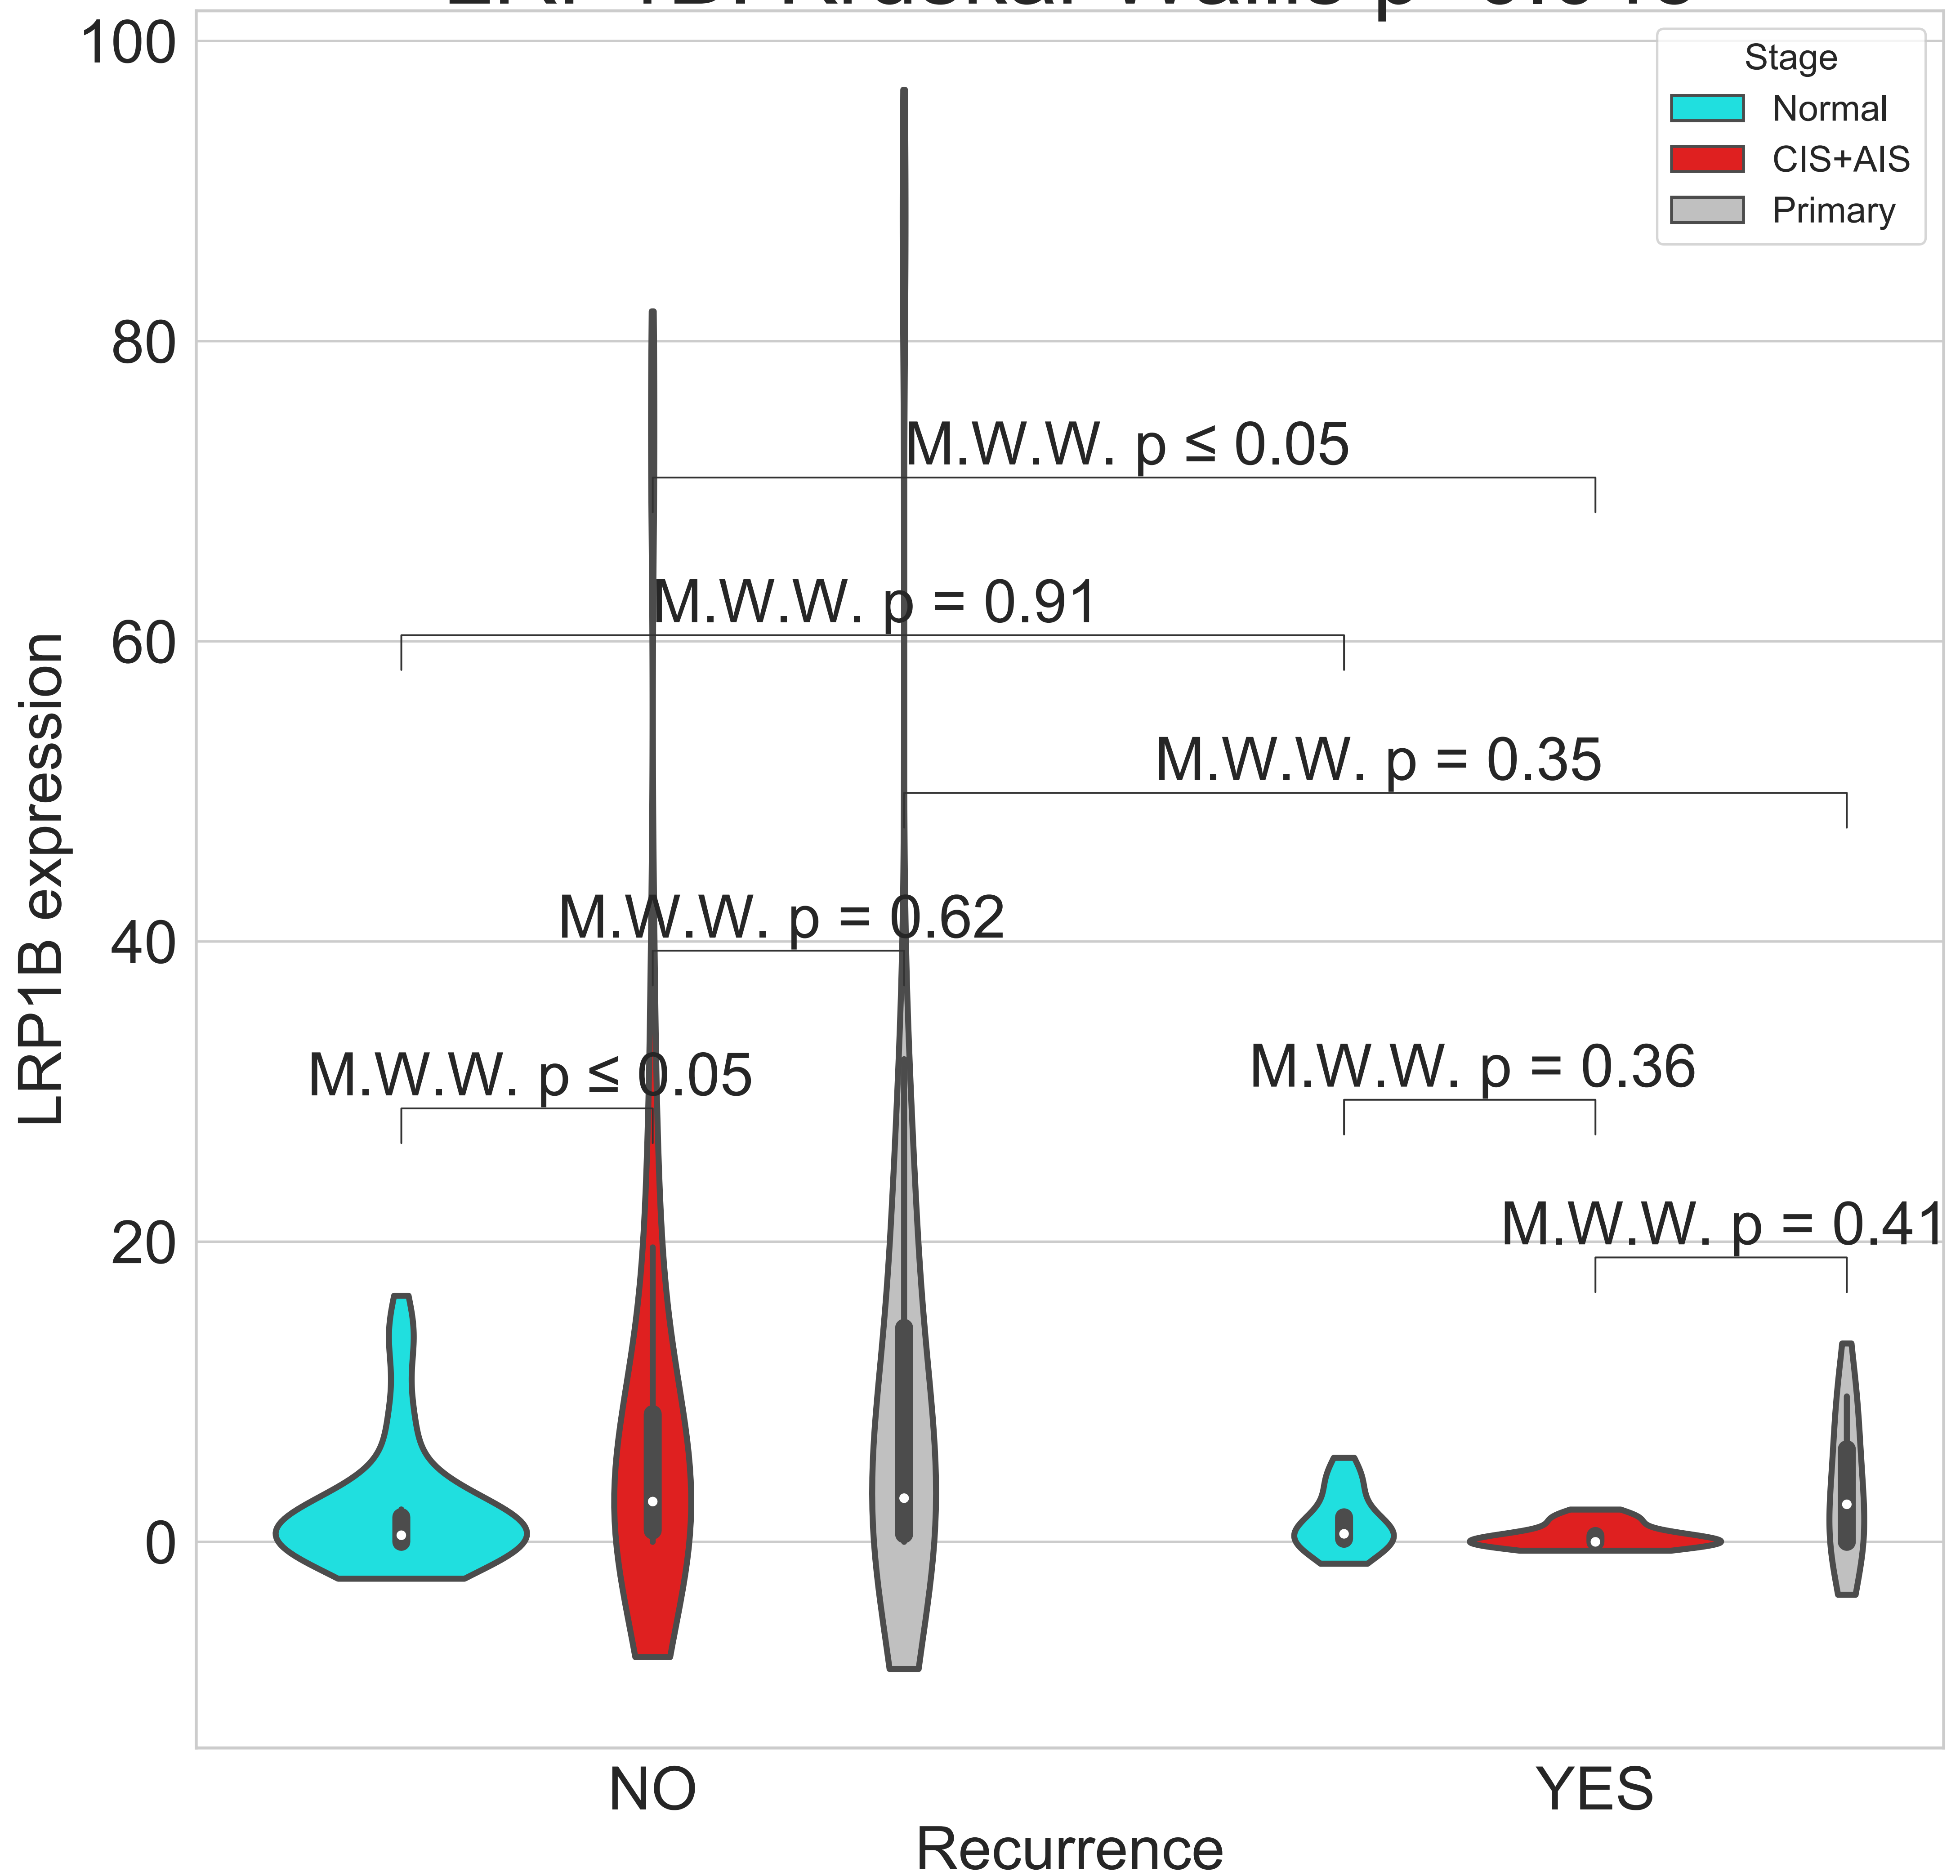 100
Stage
Normal
CIS+AIS
Primary
80
M.W.W. p ≤ 0.05
M.W.W. p = 0.91
60
M.W.W. p = 0.35
M.W.W. p = 0.62
40
M.W.W. p ≤ 0.05
M.W.W. p = 0.36
M.W.W. p = 0.41
20
0
LRP1B expression
NO
YES
Recurrence